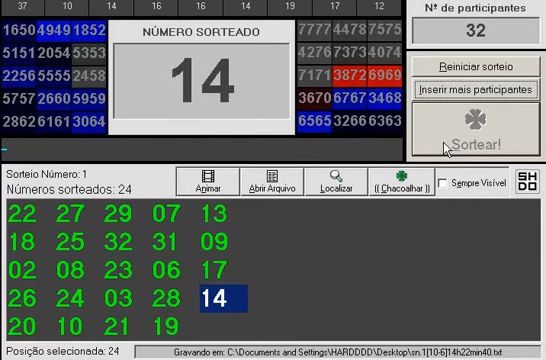 37 10 14 16 16 14 17 12
Nº de participantes
32
1650 4949 1852
NÚMERO SORTEADO
7777 4478 7575
5151 2054 5353
4276 7373 4074
2256 5555 2458
14
7171 3872 6969
5757 2660 5959
3670 6767 3468
2862 6161 3064
6565 3266 6363
Reiniciar sorteio
Inserir mais participantes
Sortear!
Sorteio Número: 1
Números sorteados: 24
Animar
Abrir Arquivo
Localizar
(( Chacoalhar ))
Sempre Visível
SH
DO
22 27 29 07 13
18 25 32 31 09
02 08 23 06 17
26 24 03 28 14
20 10 21 19
Posição selecionada: 24
Gravando em: C:\Documents and Settings\HARDDDD\Desktop\sn.1[10-6]14h22min40.txt